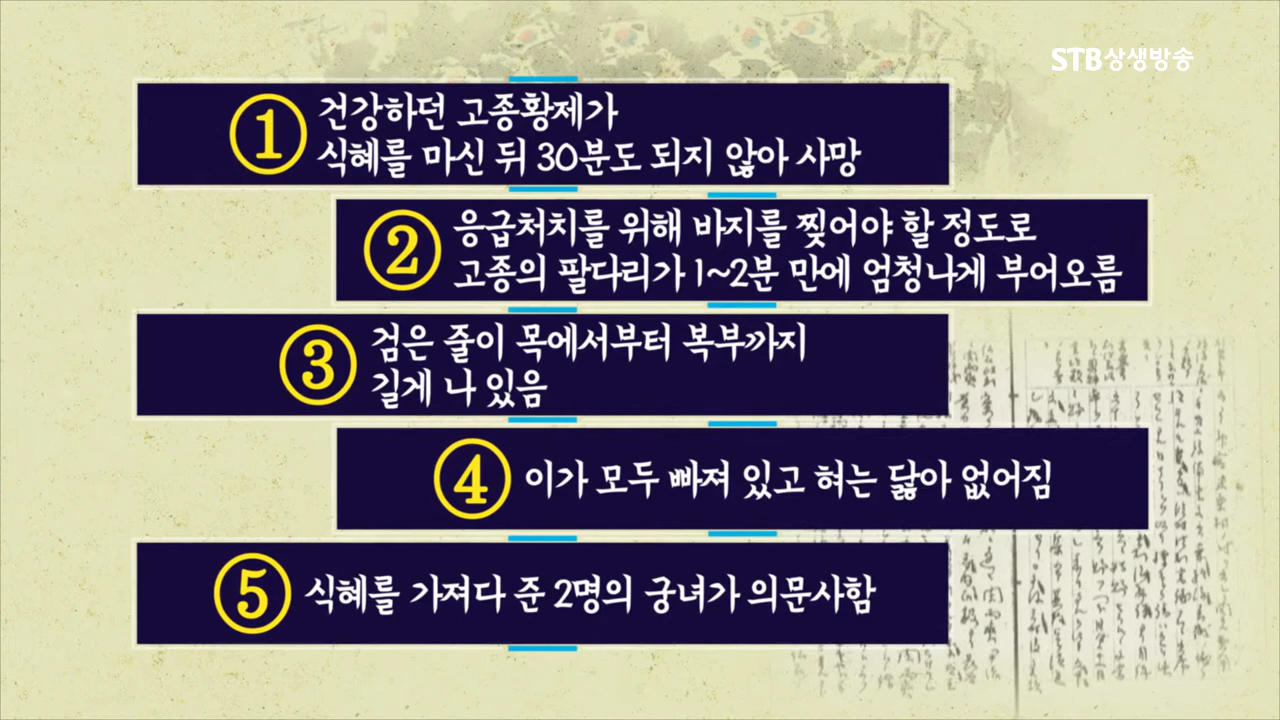 STB상생방송
① 건강하던 고종황제가
식혜를 마신 뒤 30분도 되지 않아 사망
② 응급처치를 위해 바지를 찢어야 할 정도로
고종의 팔다리가 1~2분 만에 엄청나게 부어오름
③ 검은 줄이 목에서부터 복부까지
길게 나 있음
④ 이가 모두 빠져 있고 혀는 닳아 없어짐
⑤ 식혜를 가져다 준 2명의 궁녀가 의문사함